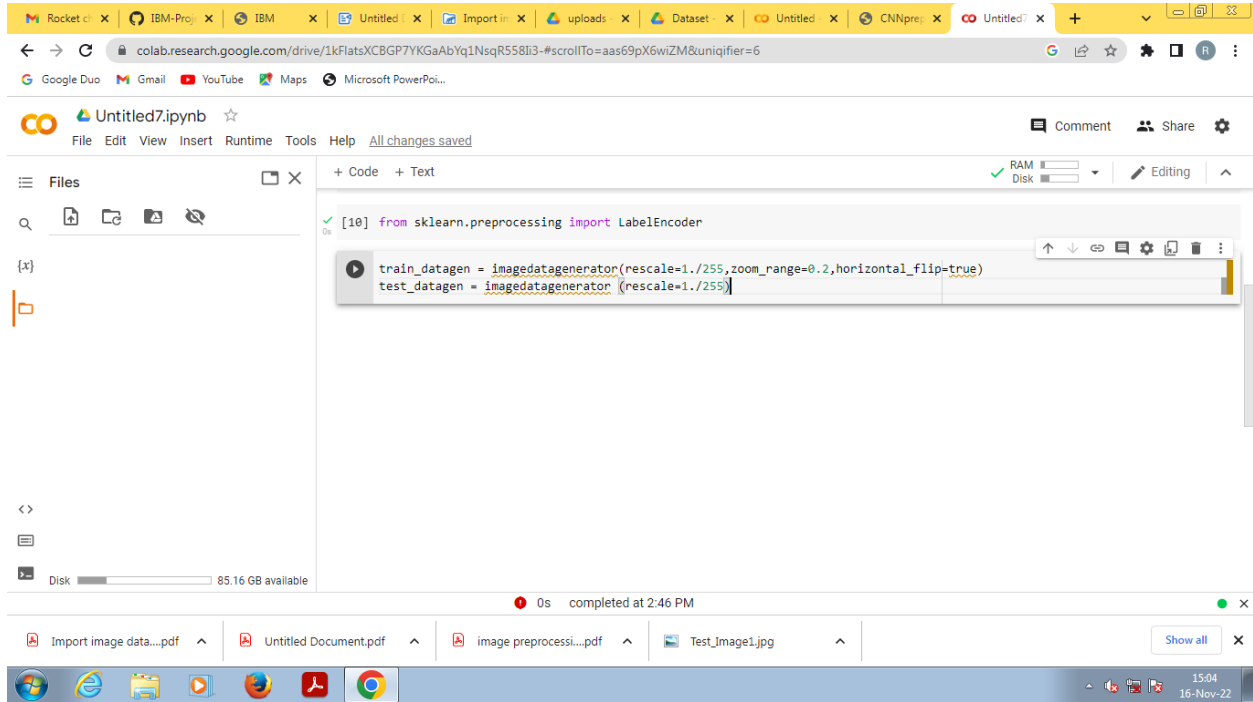 Rocket ch
IBM-Proj
IBM
Untitled D
Import in
uploads -
Dataset -
Untitled -
CNNprep
Untitled7
colab.research.google.com/drive/1kFlatsXCBGP7YKGaAbYq1NsqR558Ii3-#scrollTo=aas69pX6wiZM&uniqifier=6
R
Google Duo
Gmail
YouTube
Maps
Microsoft PowerPoi...
Untitled7.ipynb
Comment
Share
File Edit View Insert Runtime Tools Help All changes saved
Files
+ Code + Text
RAM
Disk
Editing
[10] from sklearn.preprocessing import LabelEncoder
0s
{x}
train_datagen = imagedatagenerator(rescale=1./255,zoom_range=0.2,horizontal_flip=true)
test_datagen = imagedatagenerator (rescale=1./255)
Disk 85.16 GB available
0s completed at 2:46 PM
Import image data....pdf
Untitled Document.pdf
image preprocessi....pdf
Test_Image1.jpg
Show all
15:04
16-Nov-22